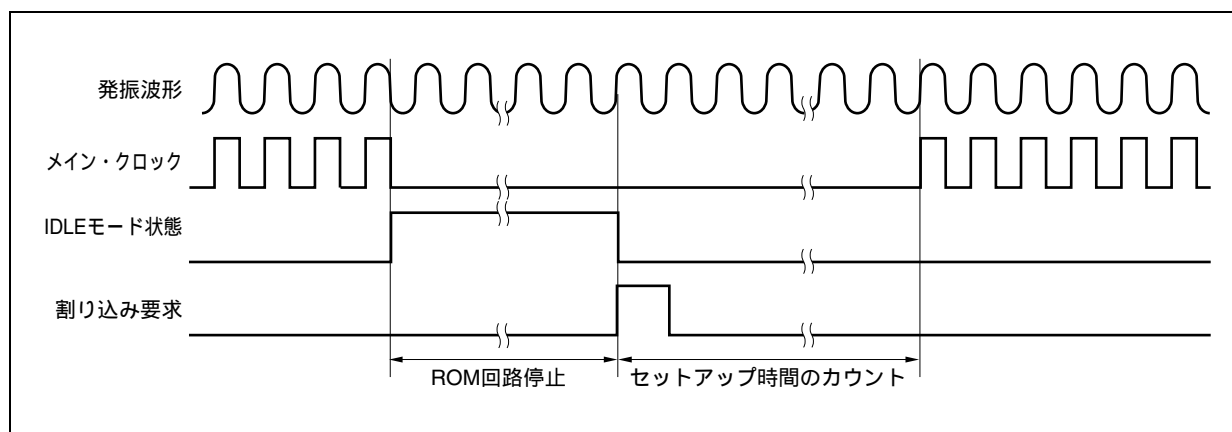 発振波形
メイン・クロック
IDLEモード状態
割り込み要求
ROM回路停止
セットアップ時間のカウント